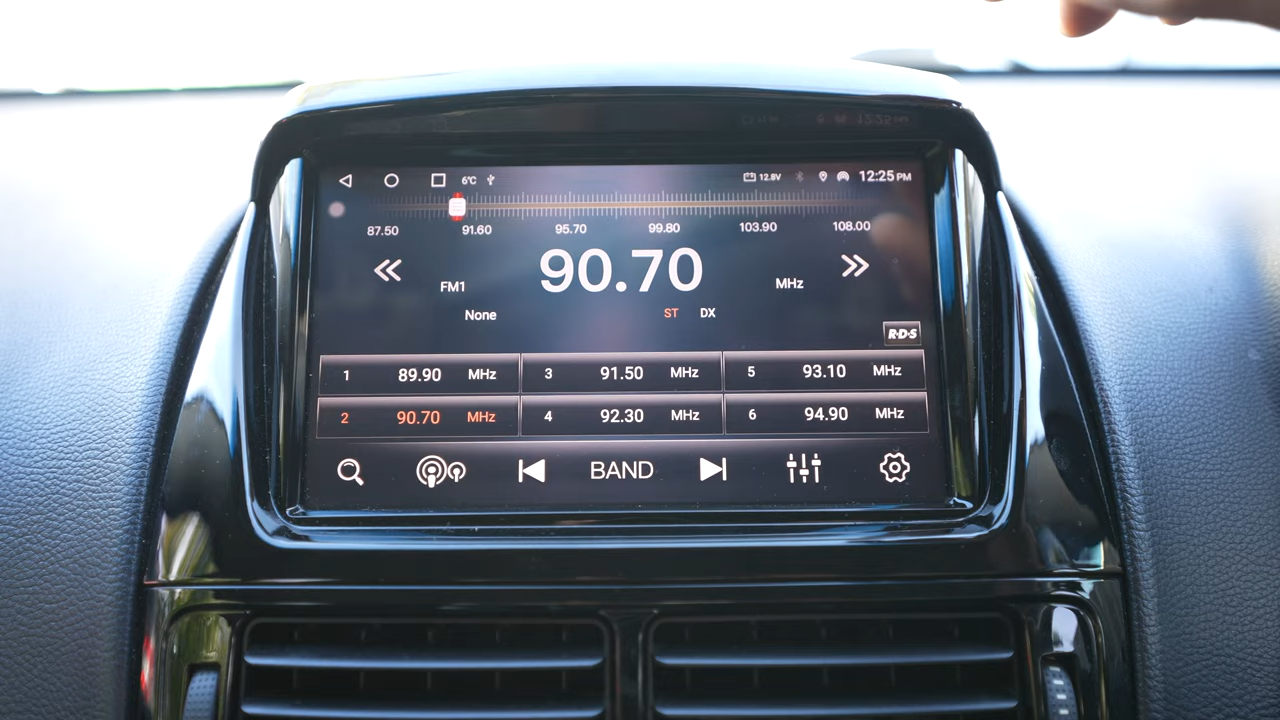 6°C 12.8V 12:25 PM
87.50 91.60 95.70 99.80 103.90 108.00
90.70
FM1 MHz
None ST DX
R·D·S
1 89.90 MHz 3 91.50 MHz 5 93.10 MHz
2 90.70 MHz 4 92.30 MHz 6 94.90 MHz
BAND